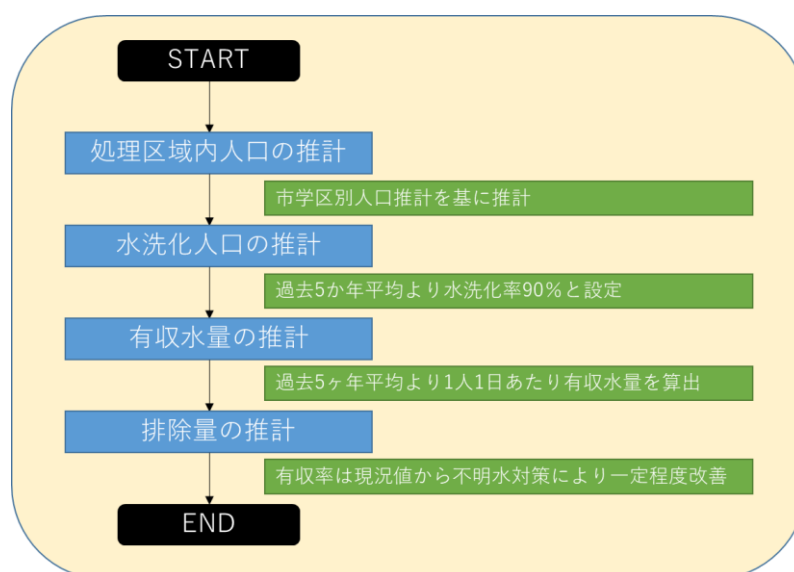 START
処理区域内人口の推計
市学区別人口推計を基に推計
水洗化人口の推計
過去5か年平均より水洗化率90%と設定
有収水量の推計
過去5ヶ年平均より1人1日あたり有収水量を算出
排除量の推計
有収率は現況値から不明水対策により一定程度改善
END